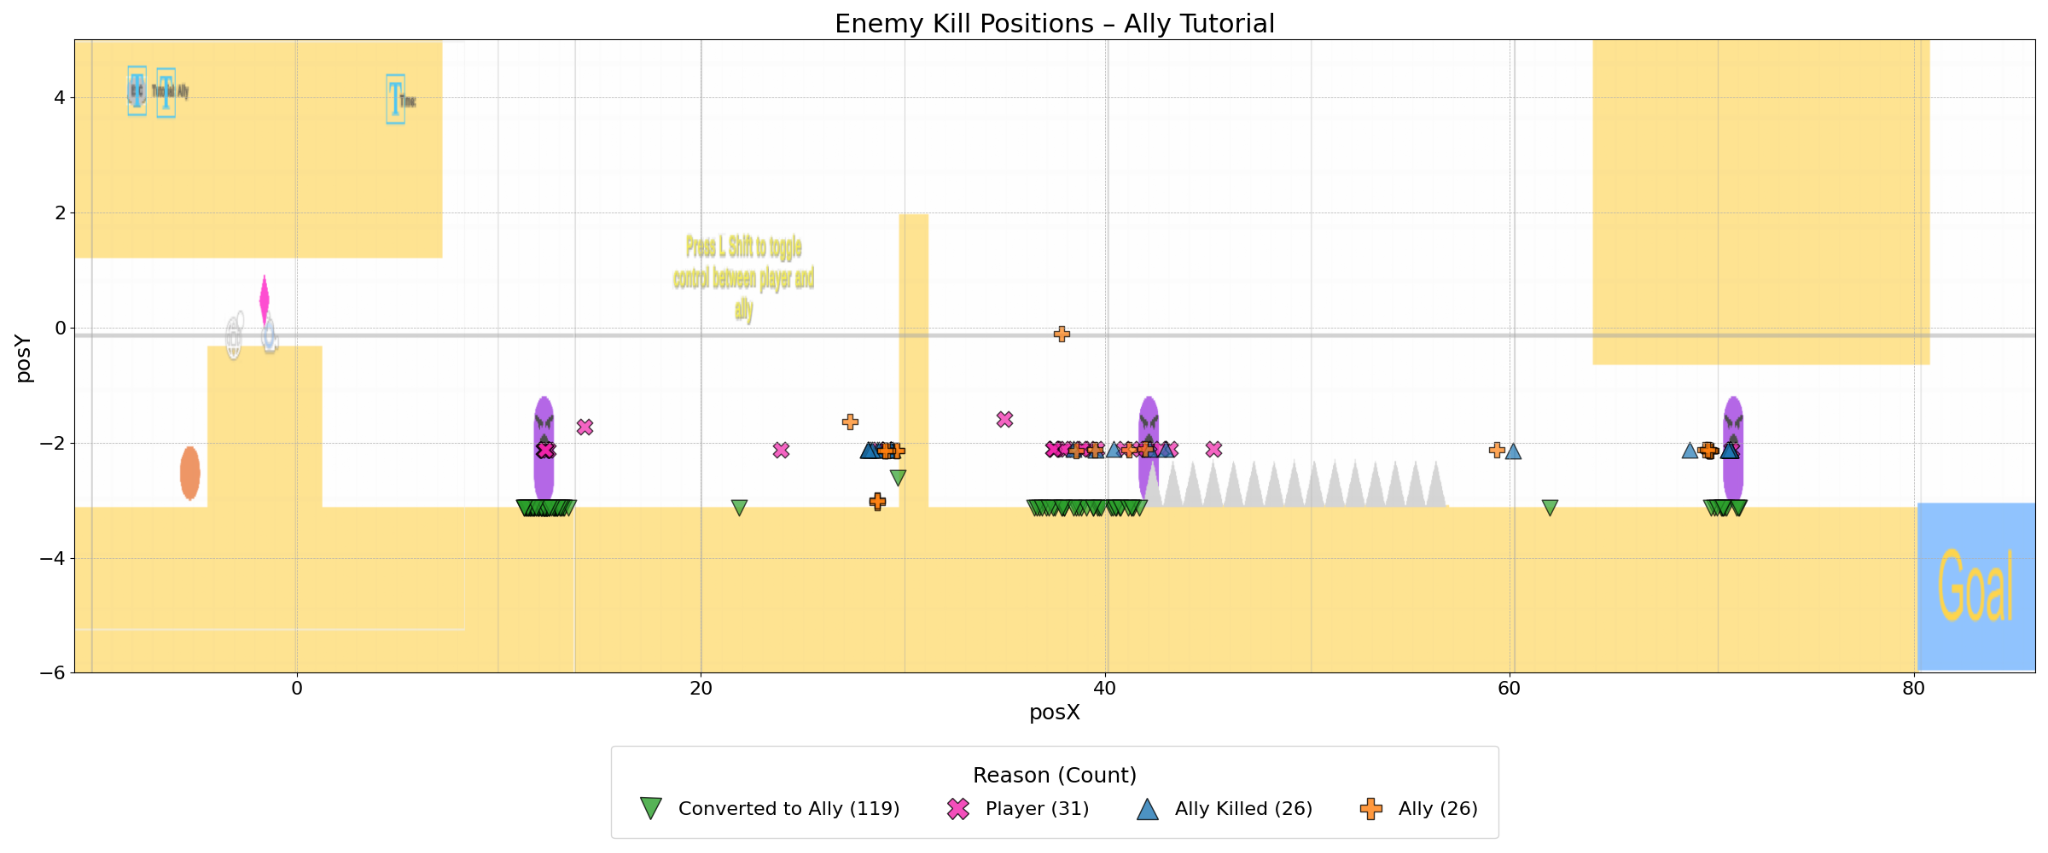 Enemy Kill Positions – Ally Tutorial
4
2
0
−2
−4
−6
posY
Time:
Press L Shift to toggle
control between player and
ally
Goal
0
20
40
60
80
posX
Reason (Count)
Converted to Ally (119)
Player (31)
Ally Killed (26)
Ally (26)